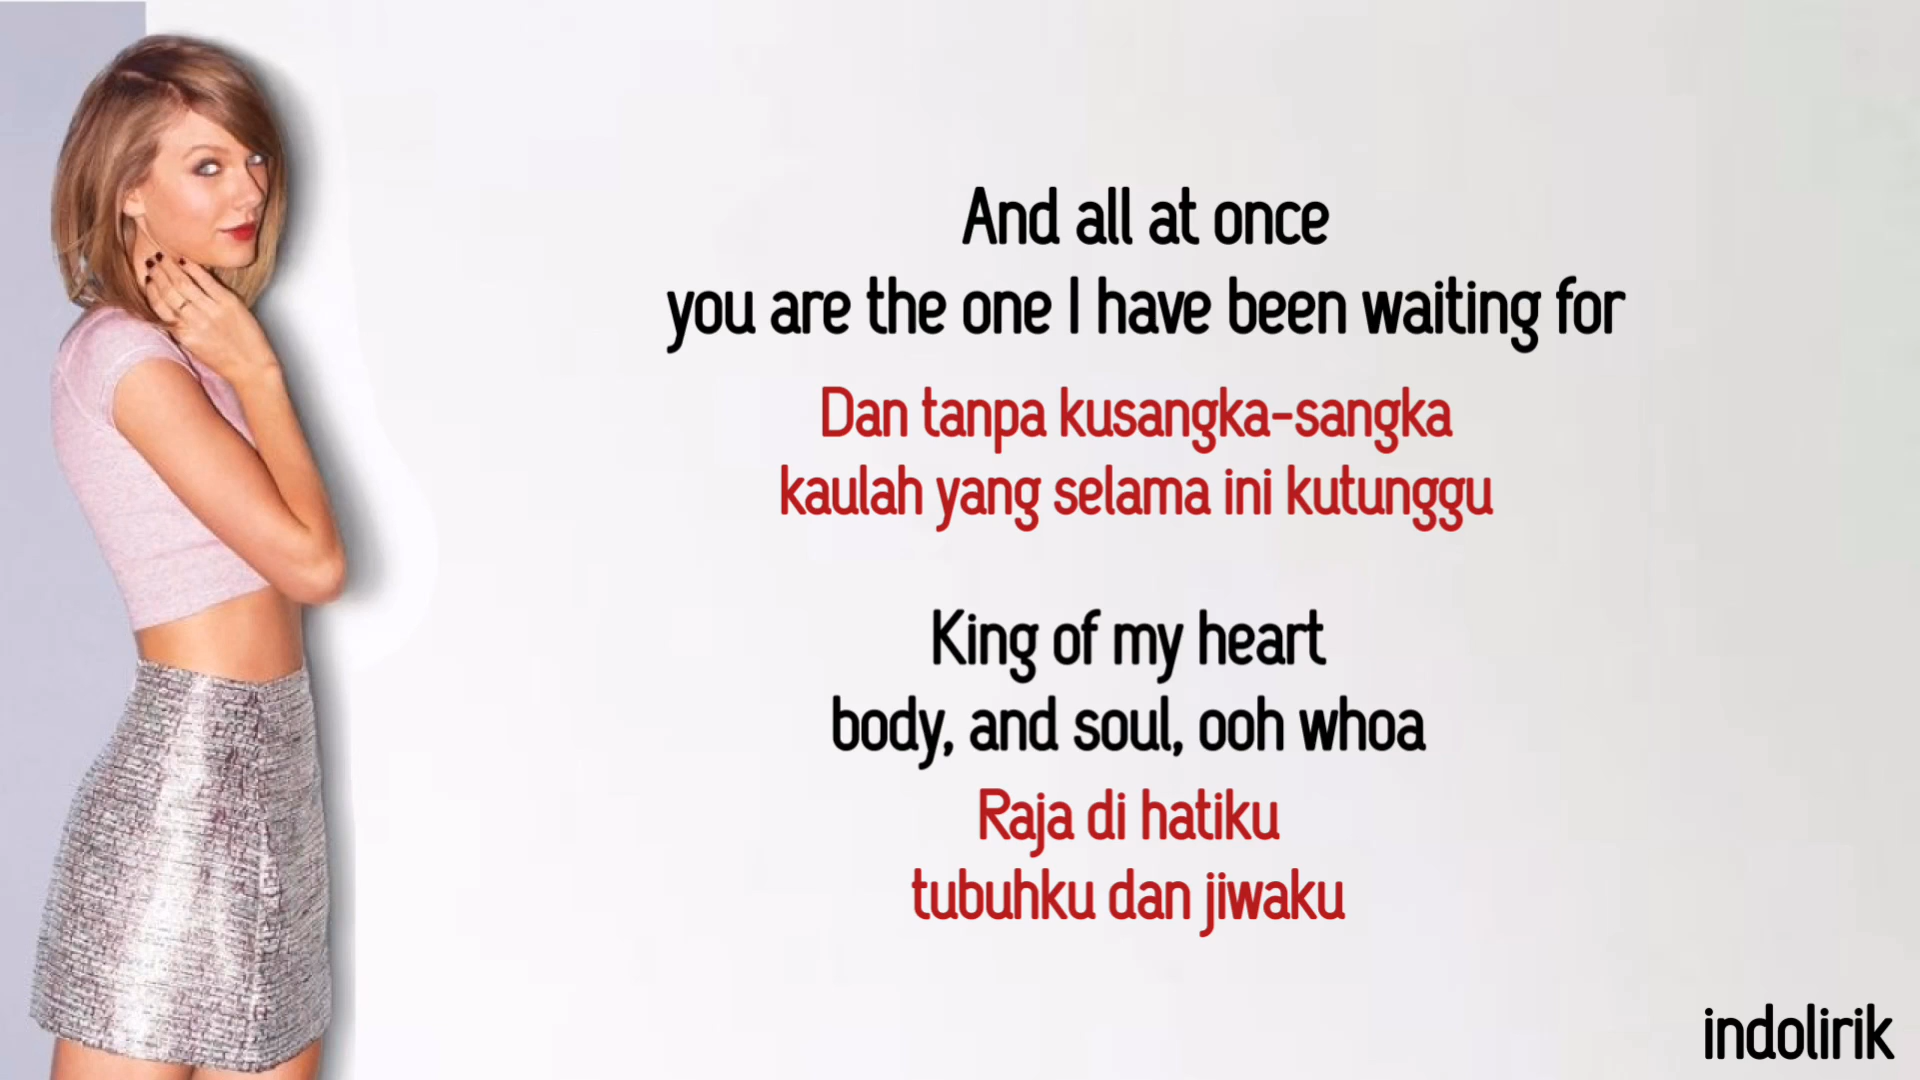 And all at once
you are the one I have been waiting for
Dan tanpa kusangka-sangka
kaulah yang selama ini kutunggu
King of my heart
body, and soul, ooh whoa
Raja di hatiku
tubuhku dan jiwaku
indolirik